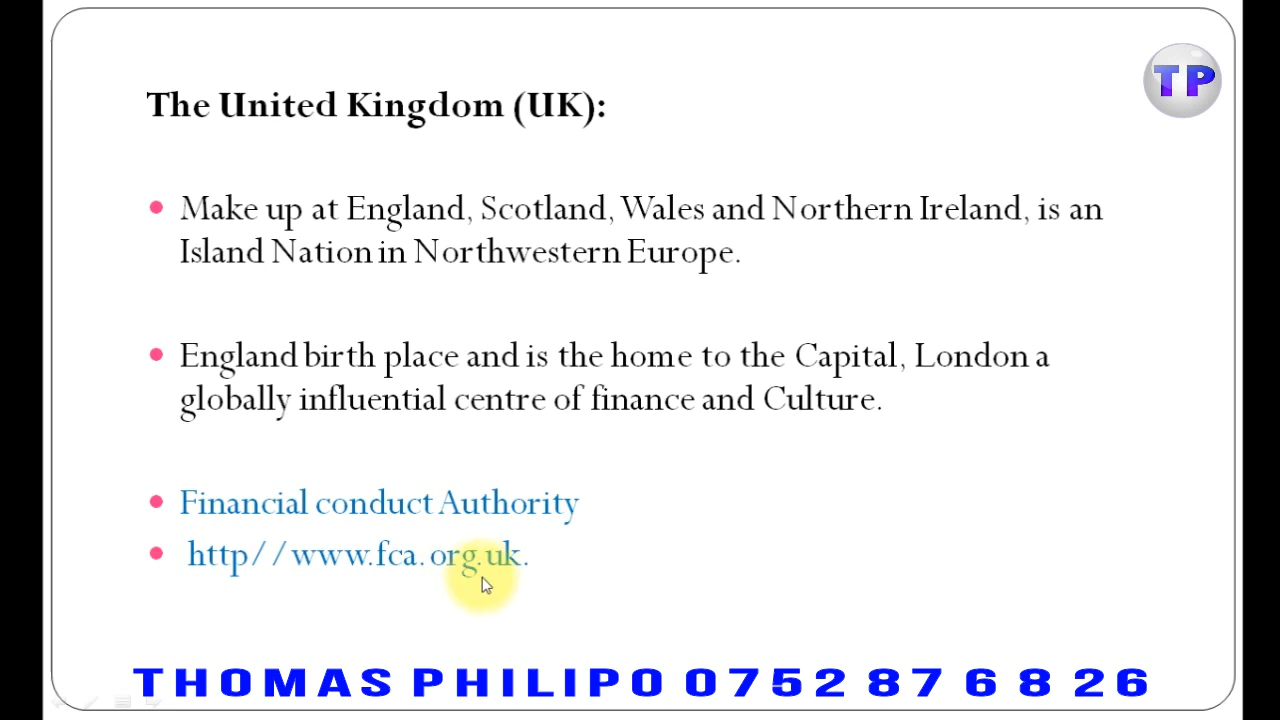 TP
The United Kingdom (UK):
Make up at England, Scotland, Wales and Northern Ireland, is an
Island Nation in Northwestern Europe.
England birth place and is the home to the Capital, London a
globally influential centre of finance and Culture.
Financial conduct Authority
http//www.fca.org.uk.
THOMAS PHILIPO 0752 87 68 26